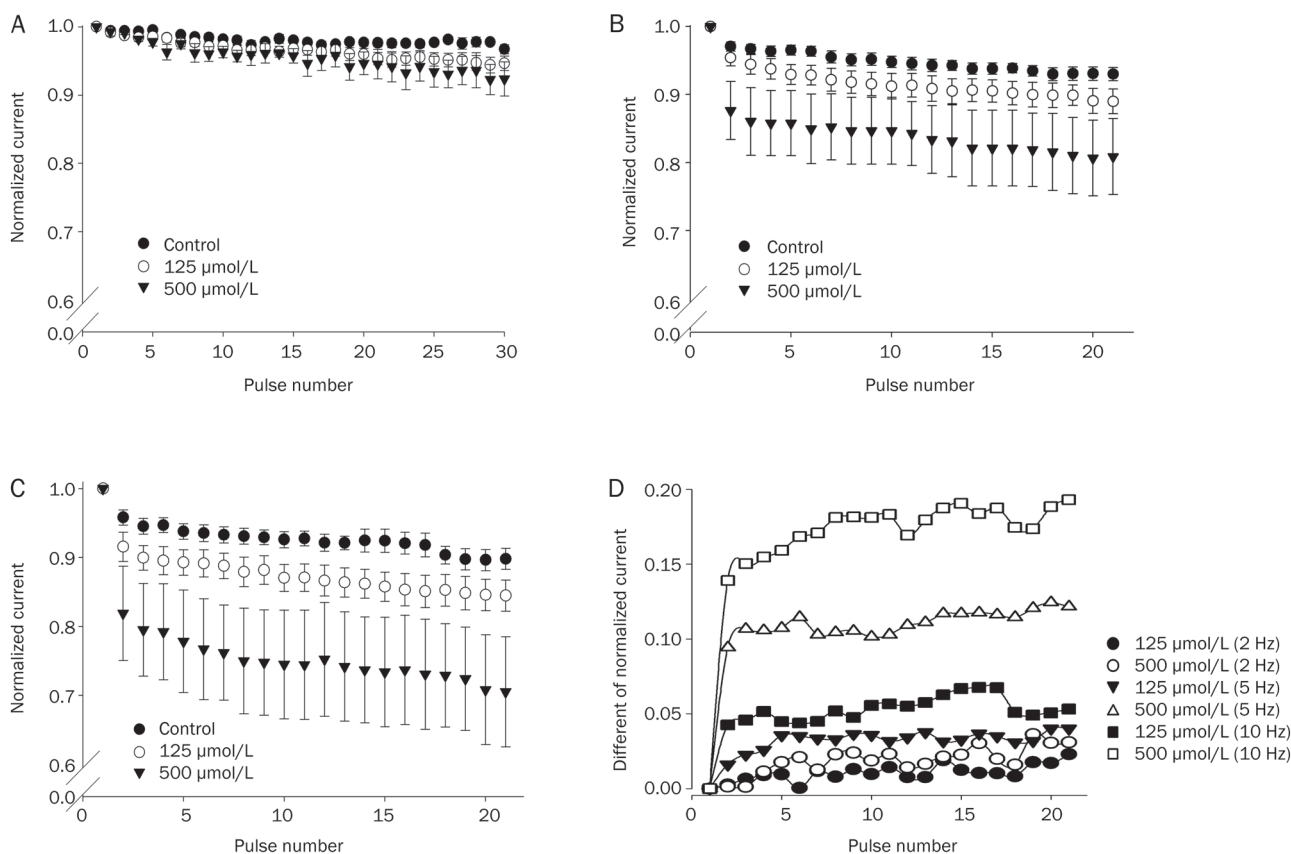 A
1.0
0.9
0.8
0.7
0.6
0.0
Normalized current
Control
125 µmol/L
500 µmol/L
0 5 10 15 20 25 30
Pulse number
B
1.0
0.9
0.8
0.7
0.6
0.0
Normalized current
Control
125 µmol/L
500 µmol/L
0 5 10 15 20
Pulse number
C
1.0
0.9
0.8
0.7
0.6
0.0
Normalized current
Control
125 µmol/L
500 µmol/L
0 5 10 15 20
Pulse number
D
0.20
0.15
0.10
0.05
0.00
Different of normalized current
0 5 10 15 20
Pulse number
125 µmol/L (2 Hz)
500 µmol/L (2 Hz)
125 µmol/L (5 Hz)
500 µmol/L (5 Hz)
125 µmol/L (10 Hz)
500 µmol/L (10 Hz)